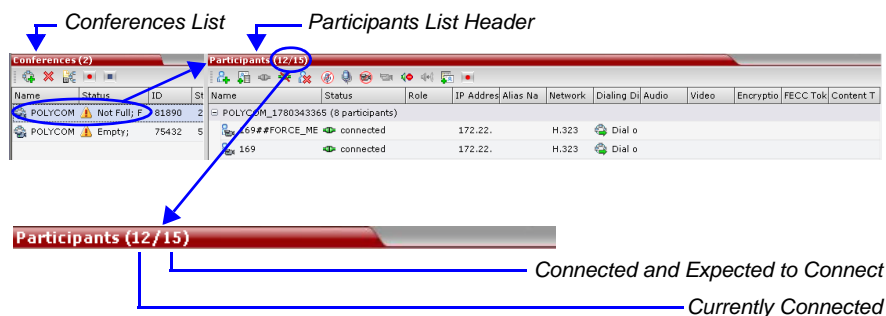 Conferences List
Participants List Header
Conferences (2)
Participants (12/15)
Name Status ID St
Name Status Role IP Addres Alias Na Network Dialing Di Audio Video Encryptio FECC Tok Content T
POLYCOM Not Full; F 81890 2
POLYCOM_1780343365 (8 participants)
POLYCOM Empty; 75432 5
169##FORCE_ME connected 172.22. H.323 Dial o
169 connected 172.22. H.323 Dial o
Participants (12/15)
Connected and Expected to Connect
Currently Connected